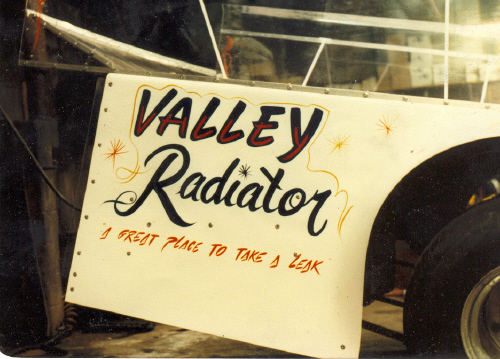 VALLEY
Radiator
A GREAT PLACE TO TAKE A LEAK